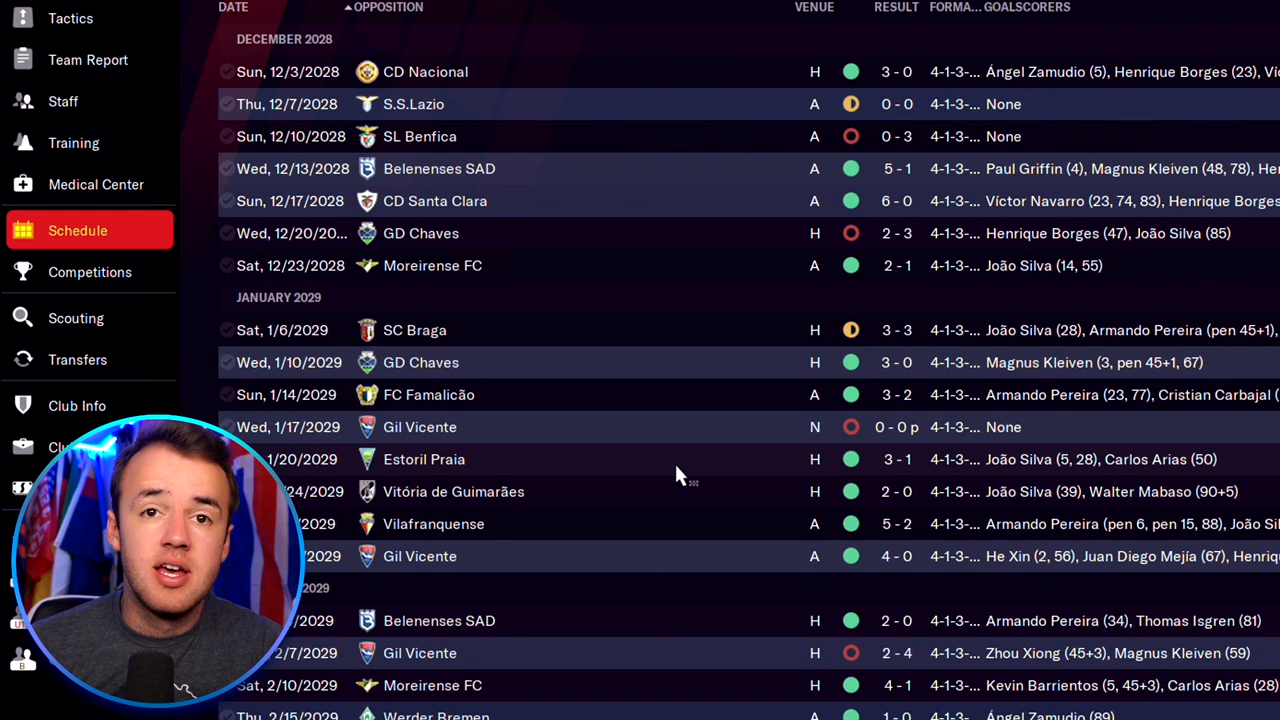 Tactics
Team Report
Staff
Training
Medical Center
Schedule
Competitions
Scouting
Transfers
Club Info
DATE OPPOSITION VENUE RESULT FORMA... GOALSCORERS
DECEMBER 2028
Sun, 12/3/2028 CD Nacional H 3 - 0 4-1-3-... Ángel Zamudio (5), Henrique Borges (23),
Thu, 12/7/2028 S.S.Lazio A 0 - 0 4-1-3-... None
Sun, 12/10/2028 SL Benfica A 0 - 3 4-1-3-... None
Wed, 12/13/2028 Belenenses SAD A 5 - 1 4-1-3-... Paul Griffin (4), Magnus Kleiven (48, 78),
Sun, 12/17/2028 CD Santa Clara A 6 - 0 4-1-3-... Víctor Navarro (23, 74, 83), Henrique Borges
Wed, 12/20/20... GD Chaves H 2 - 3 4-1-3-... Henrique Borges (47), João Silva (85)
Sat, 12/23/2028 Moreirense FC A 2 - 1 4-1-3-... João Silva (14, 55)
JANUARY 2029
Sat, 1/6/2029 SC Braga H 3 - 3 4-1-3-... João Silva (28), Armando Pereira (pen 45+1),
Wed, 1/10/2029 GD Chaves H 3 - 0 4-1-3-... Magnus Kleiven (3, pen 45+1, 67)
Sun, 1/14/2029 FC Famalicão A 3 - 2 4-1-3-... Armando Pereira (23, 77), Cristian Carbajal (
Wed, 1/17/2029 Gil Vicente N 0 - 0 p 4-1-3-... None
1/20/2029 Estoril Praia H 3 - 1 4-1-3-... João Silva (5, 28), Carlos Arias (50)
/24/2029 Vitória de Guimarães H 2 - 0 4-1-3-... João Silva (39), Walter Mabaso (90+5)
/2029 Vilafranquense A 5 - 2 4-1-3-... Armando Pereira (pen 6, pen 15, 88), João
/2029 Gil Vicente A 4 - 0 4-1-3-... He Xin (2, 56), Juan Diego Mejía (67),
2029
/2029 Belenenses SAD H 2 - 0 4-1-3-... Armando Pereira (34), Thomas Isgren (81)
2/7/2029 Gil Vicente H 2 - 4 4-1-3-... Zhou Xiong (45+3), Magnus Kleiven (59)
Sat, 2/10/2029 Moreirense FC H 4 - 1 4-1-3-... Kevin Barrientos (5, 45+3), Carlos Arias (28)
Thu, 2/15/2029 Werder Bremen A 1 - 0 4-1-3-... Armando Zamudio (89)